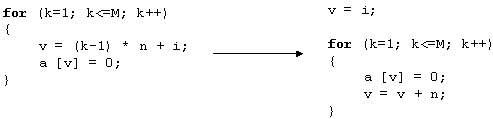 for (k=1; k<=M; k++)
{
v = (k-1) * n + i;
a [v] = 0;
}
v = i;
for (k=1; k<=M; k++)
{
a [v] = 0;
v = v + n;
}